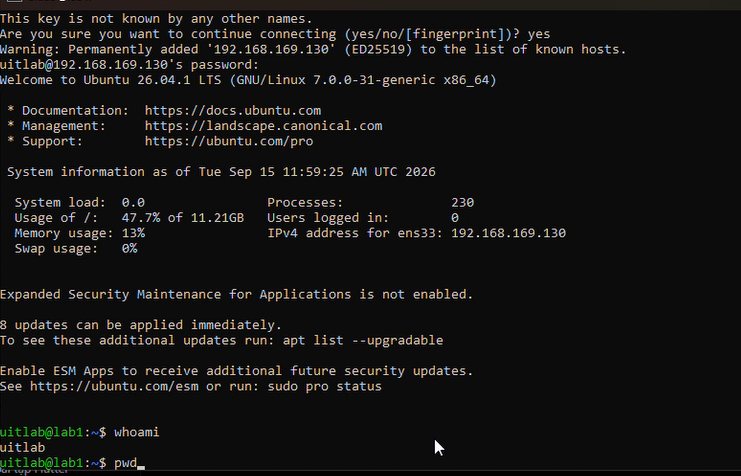 This key is not known by any other names.
Are you sure you want to continue connecting (yes/no/[fingerprint])? yes
Warning: Permanently added '192.168.169.130' (ED25519) to the list of known hosts.
uitlab@192.168.169.130's password:
Welcome to Ubuntu 26.04.1 LTS (GNU/Linux 7.0.0-31-generic x86_64)
* Documentation:  https://docs.ubuntu.com
* Management:     https://landscape.canonical.com
* Support:        https://ubuntu.com/pro
System information as of Tue Sep 15 11:59:25 AM UTC 2026
System load:  0.0                Processes:              230
Usage of /:   47.7% of 11.21GB   Users logged in:        0
Memory usage: 13%                IPv4 address for ens33: 192.168.169.130
Swap usage:   0%
Expanded Security Maintenance for Applications is not enabled.
8 updates can be applied immediately.
To see these additional updates run: apt list --upgradable
Enable ESM Apps to receive additional future security updates.
See https://ubuntu.com/esm or run: sudo pro status
uitlab@lab1:~$ whoami
uitlab
uitlab@lab1:~$ pwd